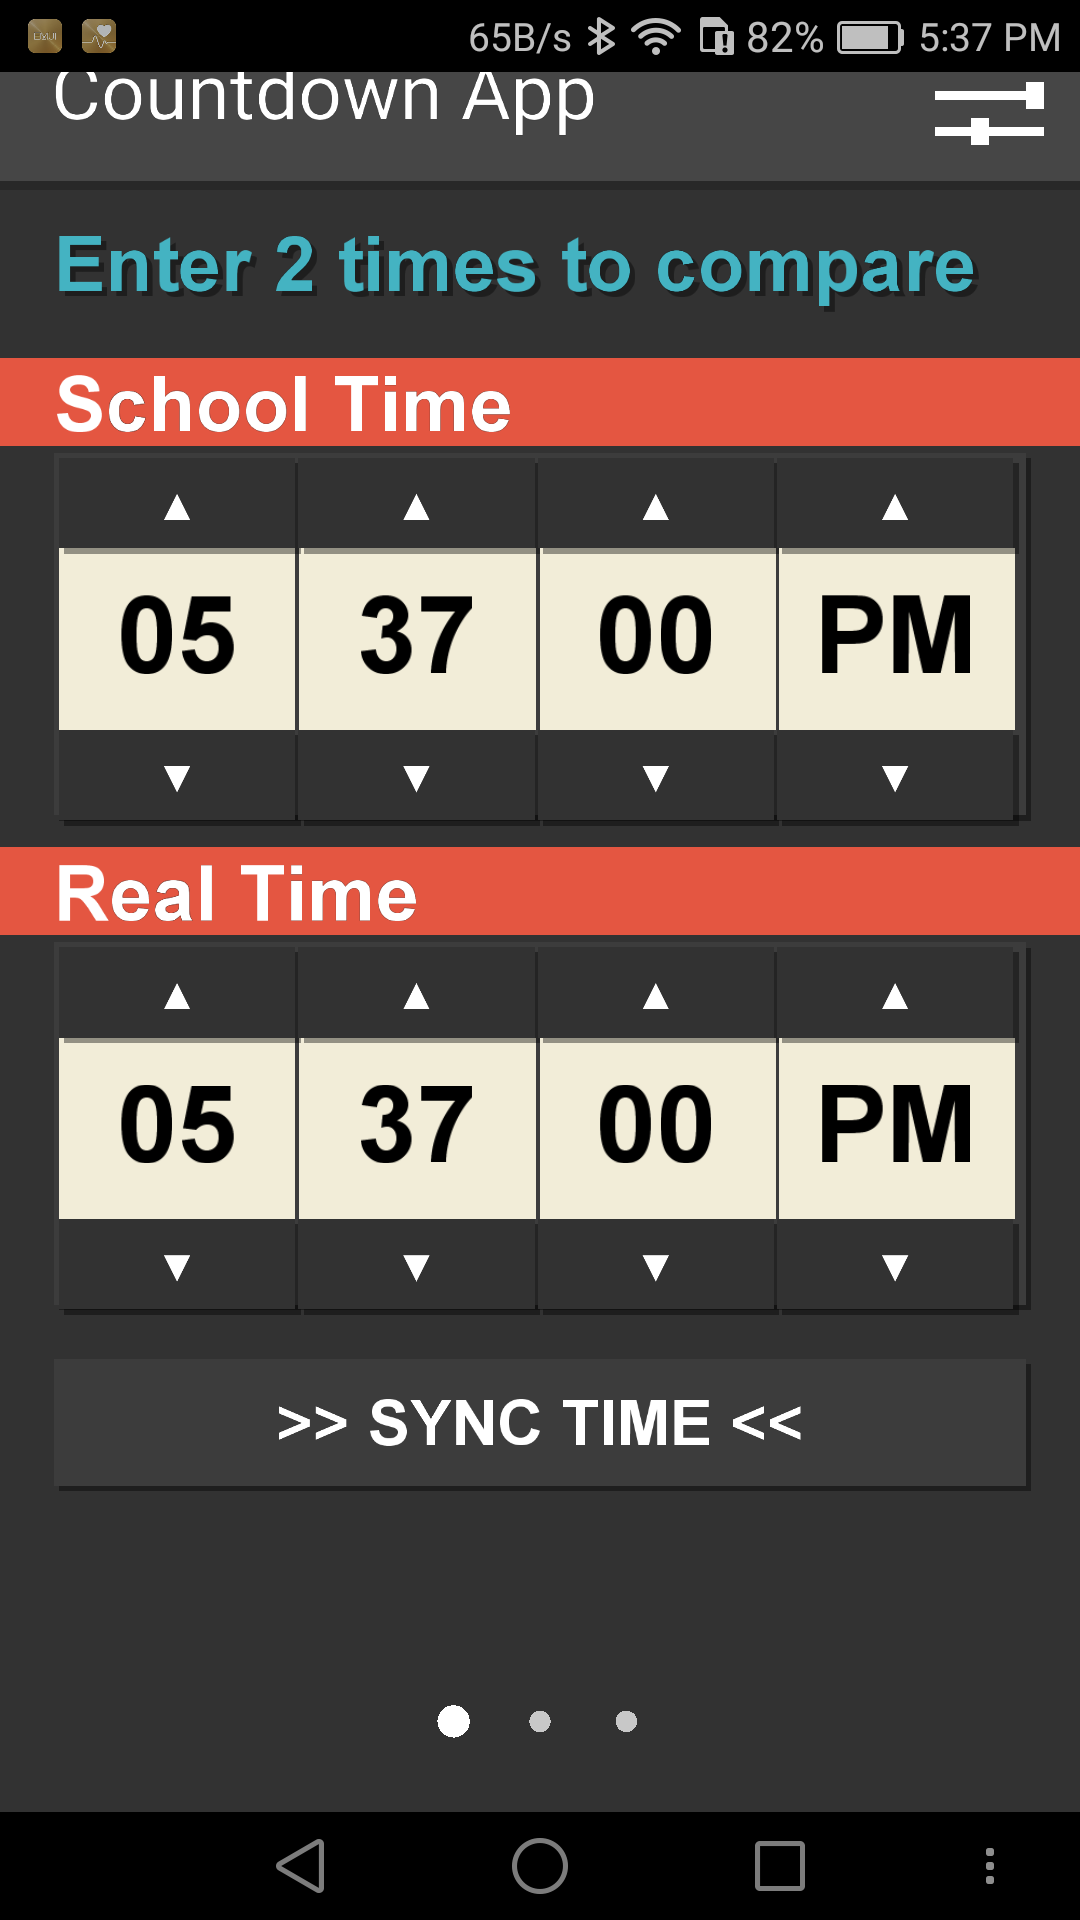 65B/s 82% 5:37 PM
Countdown App
Enter 2 times to compare
School Time
▲ ▲ ▲ ▲
05 37 00 PM
▼ ▼ ▼ ▼
Real Time
▲ ▲ ▲ ▲
05 37 00 PM
▼ ▼ ▼ ▼
>> SYNC TIME <<